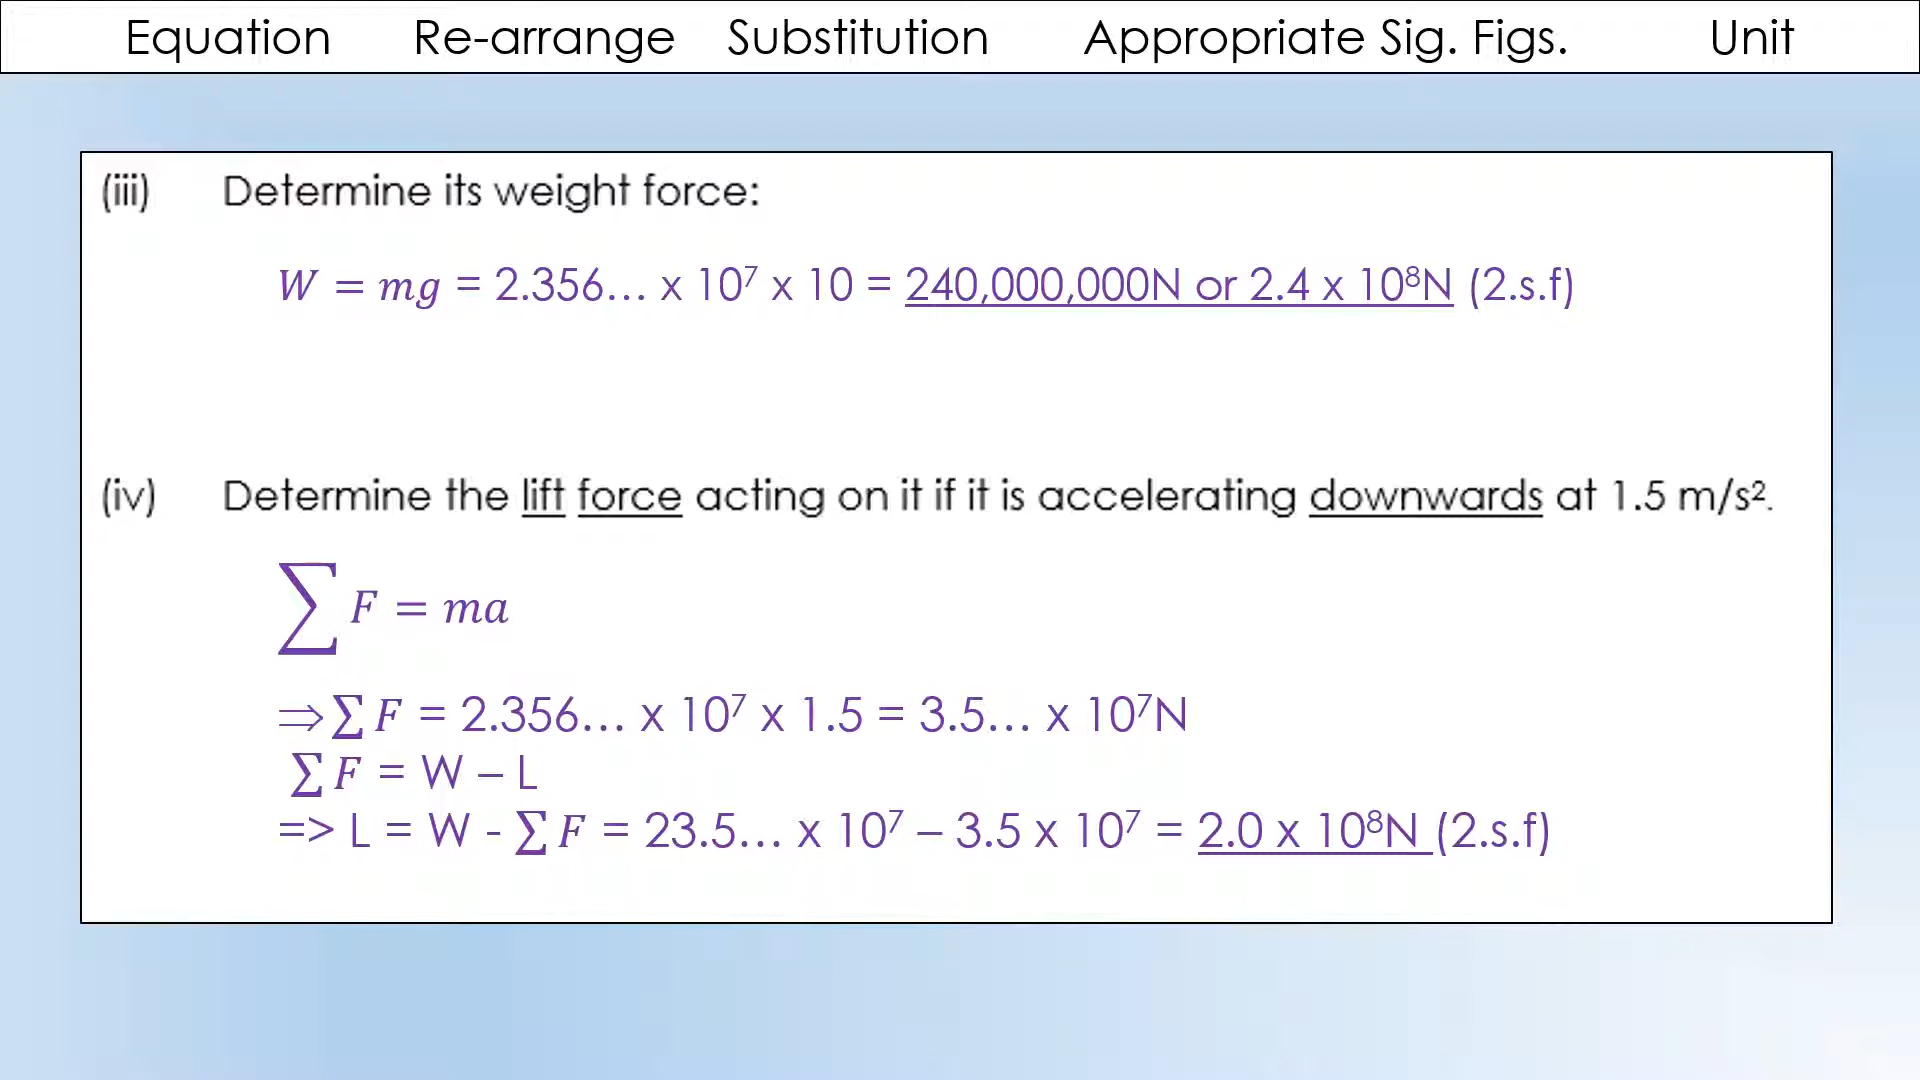 Equation Re-arrange Substitution Appropriate Sig. Figs. Unit
(iii) Determine its weight force:
W = mg = 2.356… x 10⁷ x 10 = 240,000,000N or 2.4 x 10⁸N (2.s.f)
(iv) Determine the lift force acting on it if it is accelerating downwards at 1.5 m/s².
∑ F = ma
⇒∑ F = 2.356… x 10⁷ x 1.5 = 3.5… x 10⁷N
∑ F = W – L
=> L = W - ∑ F = 23.5… x 10⁷ – 3.5 x 10⁷ = 2.0 x 10⁸N (2.s.f)